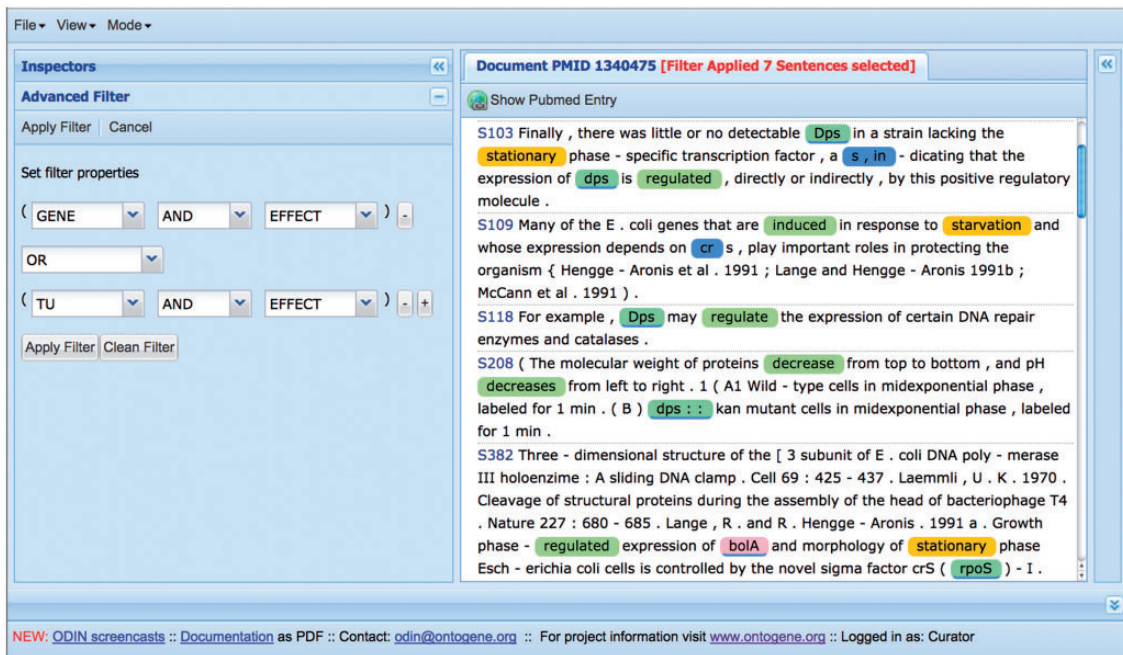 File View Mode
Inspectors
Advanced Filter
Apply Filter Cancel
Set filter properties
( GENE AND EFFECT ) -
OR
( TU AND EFFECT ) - +
Apply Filter Clean Filter
Document PMID 1340475 [Filter Applied 7 Sentences selected]
Show Pubmed Entry
S103 Finally , there was little or no detectable Dps in a strain lacking the
stationary phase - specific transcription factor , a s , in - dicating that the
expression of dps is regulated , directly or indirectly , by this positive regulatory
molecule .
S109 Many of the E . coli genes that are induced in response to starvation and
whose expression depends on cr s , play important roles in protecting the
organism { Hengge - Aronis et al . 1991 ; Lange and Hengge - Aronis 1991b ;
McCann et al . 1991 ) .
S118 For example , Dps may regulate the expression of certain DNA repair
enzymes and catalases .
S208 ( The molecular weight of proteins decrease from top to bottom , and pH
decreases from left to right . 1 ( A1 Wild - type cells in midexponential phase ,
labeled for 1 min . ( B ) dps : : kan mutant cells in midexponential phase , labeled
for 1 min .
S382 Three - dimensional structure of the [ 3 subunit of E . coli DNA poly - merase
III holoenzime : A sliding DNA clamp . Cell 69 : 425 - 437 . Laemmli , U . K . 1970 .
Cleavage of structural proteins during the assembly of the head of bacteriophage T4
. Nature 227 : 680 - 685 . Lange , R . and R . Hengge - Aronis . 1991 a . Growth
phase - regulated expression of bolA and morphology of stationary phase
Esch - erichia coli cells is controlled by the novel sigma factor crS ( rpoS ) - I .
NEW: ODIN screencasts :: Documentation as PDF :: Contact: odin@ontogene.org :: For project information visit www.ontogene.org :: Logged in as: Curator